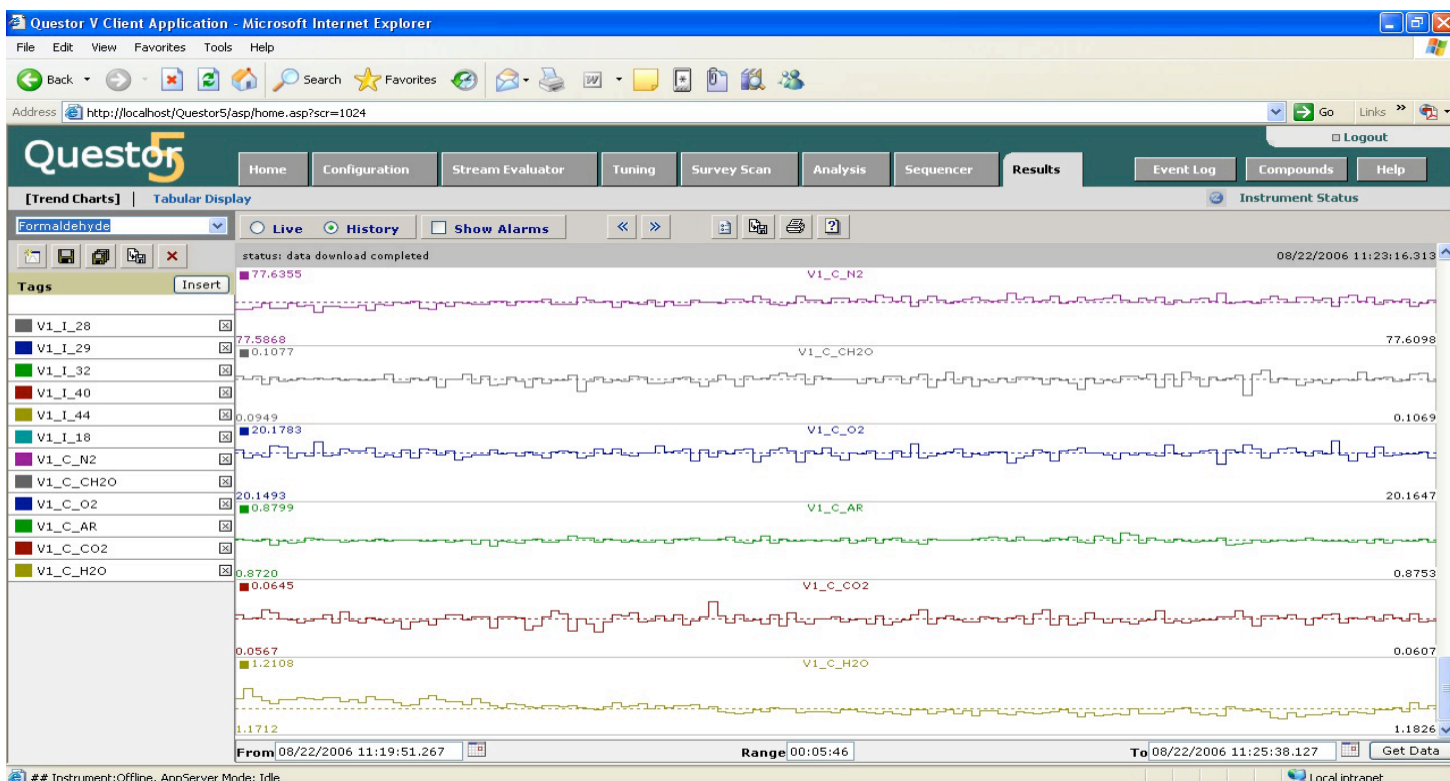 Questor V Client Application - Microsoft Internet Explorer
File Edit View Favorites Tools Help
Back Search Favorites
Address http://localhost/Questor5/asp/home.asp?scr=1024 Go Links »
Logout
Questor5 Home Configuration Stream Evaluator Tuning Survey Scan Analysis Sequencer Results Event Log Compounds Help
[Trend Charts] | Tabular Display Instrument Status
Formaldehyde Live History Show Alarms « »
status: data download completed 08/22/2006 11:23:16.313
Tags Insert
V1_I_28
V1_I_29
V1_I_32
V1_I_40
V1_I_44
V1_I_18
V1_C_N2
V1_C_CH2O
V1_C_O2
V1_C_AR
V1_C_CO2
V1_C_H2O
77.6355 V1_C_N2
77.5868 77.6098
0.1077 V1_C_CH2O
0.0949 0.1069
20.1783 V1_C_O2
20.1493 20.1647
0.8799 V1_C_AR
0.8720 0.8753
0.0645 V1_C_CO2
0.0567 0.0607
1.2108 V1_C_H2O
1.1712 1.1826
From 08/22/2006 11:19:51.267 Range 00:05:46 To 08/22/2006 11:25:38.127 Get Data
## Instrument:Offline, AppServer Mode: Idle Local intranet